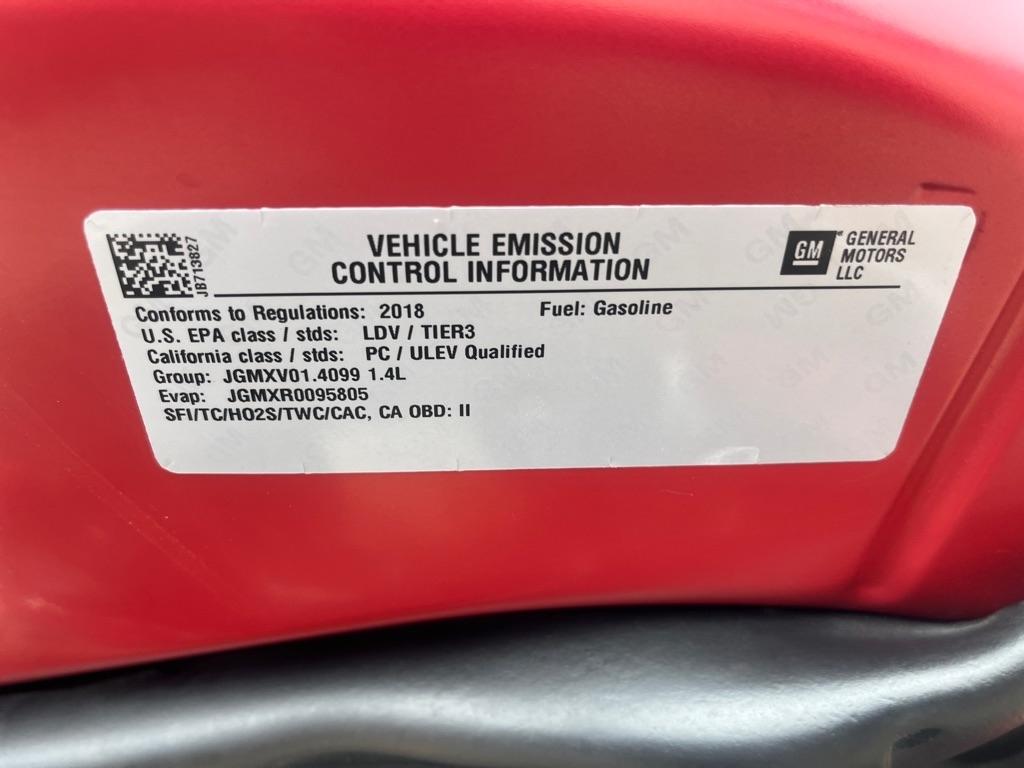 JB713827
VEHICLE EMISSION
CONTROL INFORMATION
GM
GENERAL
MOTORS
LLC
Conforms to Regulations: 2018 Fuel: Gasoline
U.S. EPA class / stds: LDV / TIER3
California class / stds: PC / ULEV Qualified
Group: JGMXV01.4099 1.4L
Evap: JGMXR0095805
SFI/TC/HO2S/TWC/CAC, CA OBD: II